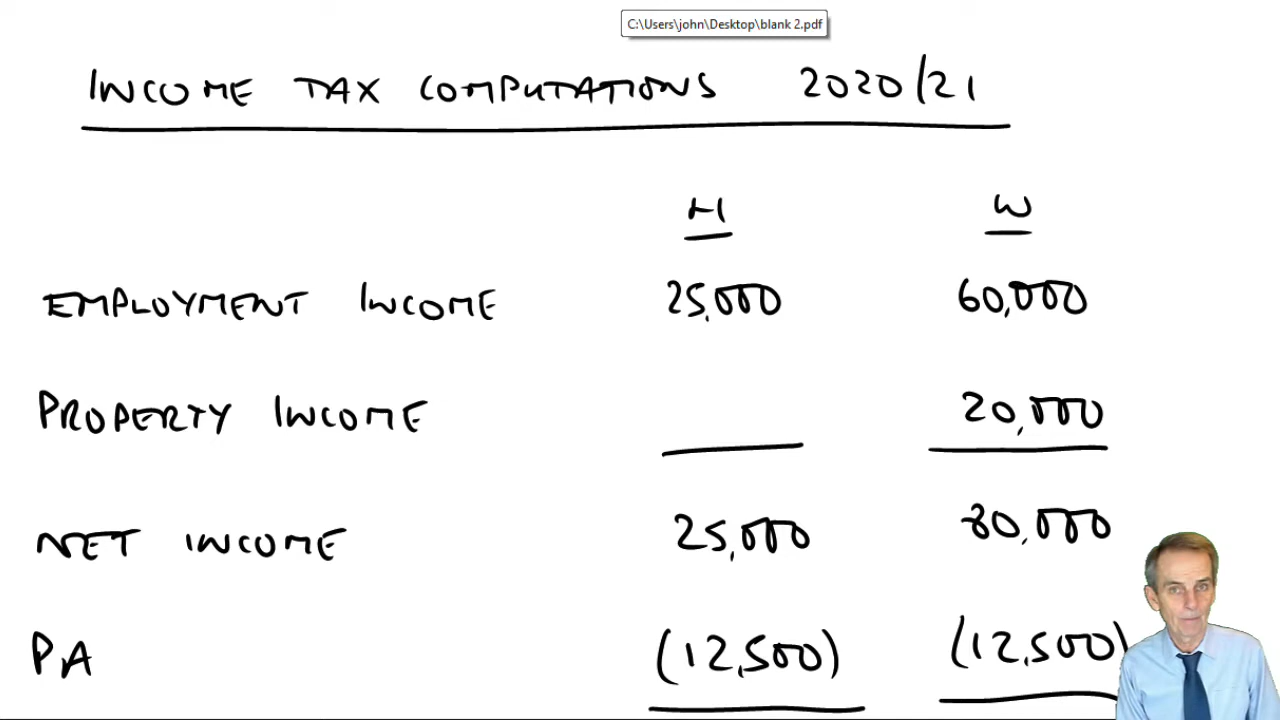 C:\Users\john\Desktop\blank 2.pdf
INCOME TAX COMPUTATIONS 2020/21
H W
EMPLOYMENT INCOME 25,000 60,000
PROPERTY INCOME 20,000
NET INCOME 25,000 80,000
PA (12,500) (12,500)